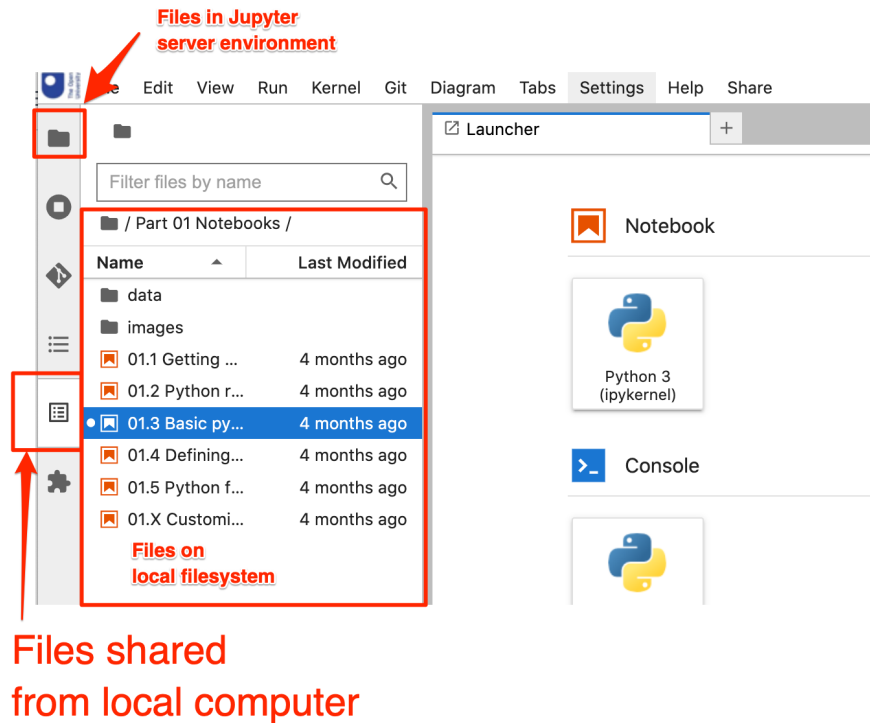 Files in Jupyter
server environment
The Open
University
Edit View Run Kernel Git Diagram Tabs Settings Help Share
Launcher +
Filter files by name
/ Part 01 Notebooks /
Notebook
Name Last Modified
data
images
01.1 Getting ... 4 months ago
Python 3
(ipykernel)
01.2 Python r... 4 months ago
01.3 Basic py... 4 months ago
01.4 Defining... 4 months ago
Console
01.5 Python f... 4 months ago
01.X Customi... 4 months ago
Files on
local filesystem
Files shared
from local computer